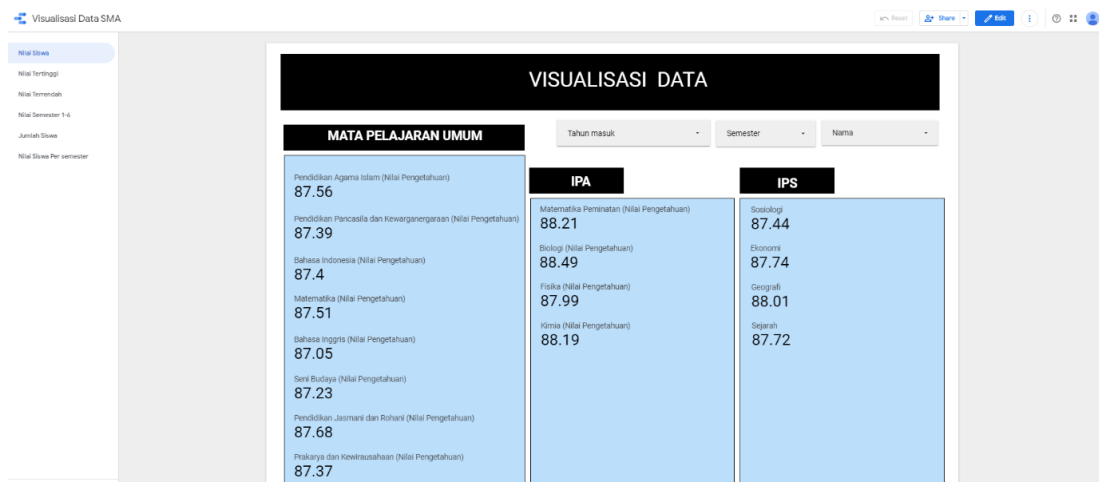 Visualisasi Data SMA
Reset
Share
Edit
Nilai Siswa
Nilai Tertinggi
Nilai Terrendah
Nilai Semester 1-6
Jumlah Siswa
Nilai Siswa Per semester
VISUALISASI DATA
Tahun masuk
Semester
Nama
MATA PELAJARAN UMUM
Pendidikan Agama Islam (Nilai Pengetahuan)
87.56
Pendidikan Pancasila dan Kewarganergaraan (Nilai Pengetahuan)
87.39
Bahasa Indonesia (Nilai Pengetahuan)
87.4
Matematika (Nilai Pengetahuan)
87.51
Bahasa Inggris (Nilai Pengetahuan)
87.05
Seni Budaya (Nilai Pengetahuan)
87.23
Pendidikan Jasmani dan Rohani (Nilai Pengetahuan)
87.68
Prakarya dan Kewirausahaan (Nilai Pengetahuan)
87.37
IPA
Matematika Peminatan (Nilai Pengetahuan)
88.21
Biologi (Nilai Pengetahuan)
88.49
Fisika (Nilai Pengetahuan)
87.99
Kimia (Nilai Pengetahuan)
88.19
IPS
Sosiologi
87.44
Ekonomi
87.74
Geografi
88.01
Sejarah
87.72